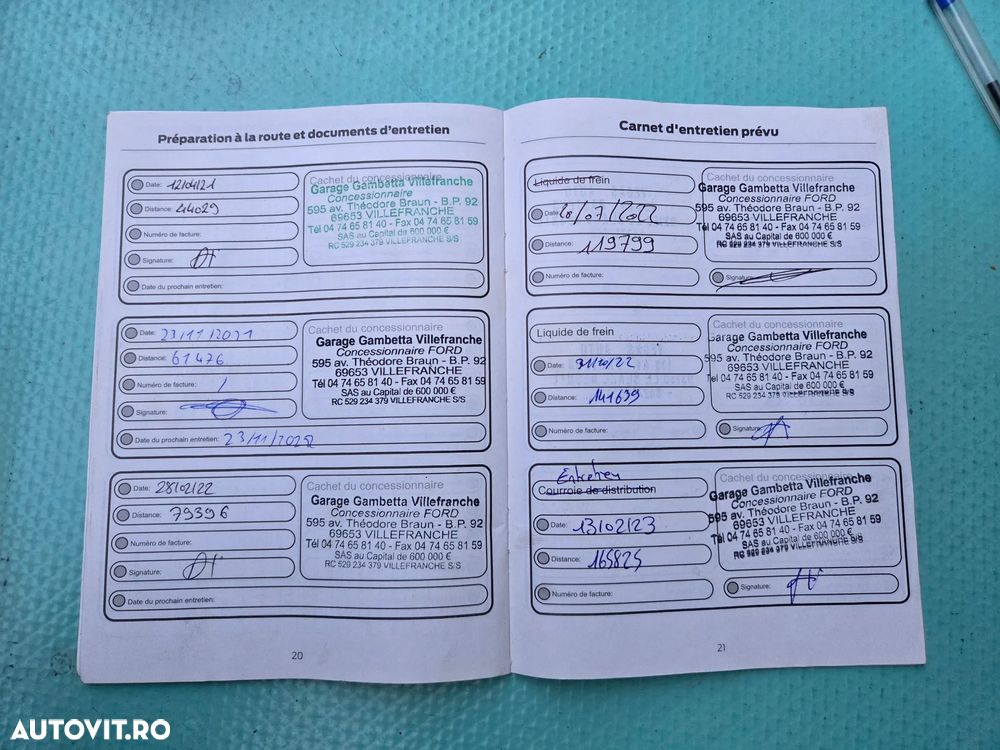 Préparation à la route et documents d'entretien
Date: 12/04/21
Distance: 44029
Numéro de facture:
Signature:
Date du prochain entretien:
Cachet du concessionnaire
Garage Gambetta Villefranche
Concessionnaire
595 av. Théodore Braun - B.P. 92
69653 VILLEFRANCHE
Tél 04 74 65 81 40 - Fax 04 74 65 81 59
SAS au Capital de 600 000 €
RC 529 234 379 VILLEFRANCHE S/S
Date: 23/11/2021
Distance: 61476
Numéro de facture: /
Signature:
Date du prochain entretien: 23/11/2022
Cachet du concessionnaire
Garage Gambetta Villefranche
Concessionnaire FORD
595 av. Théodore Braun - B.P. 92
69653 VILLEFRANCHE
Tél 04 74 65 81 40 - Fax 04 74 65 81 59
SAS au Capital de 600 000 €
RC 529 234 379 VILLEFRANCHE S/S
Date: 28/02/22
Distance: 79396
Numéro de facture:
Signature:
Date du prochain entretien:
Cachet du concessionnaire
Garage Gambetta Villefranche
Concessionnaire FORD
595 av. Théodore Braun - B.P. 92
69653 VILLEFRANCHE
Tél 04 74 65 81 40 - Fax 04 74 65 81 59
SAS au Capital de 600 000 €
RC 529 234 379 VILLEFRANCHE S/S
20
Carnet d'entretien prévu
Liquide de frein
Date: /07/2022
Distance: 119799
Numéro de facture:
Cachet du concessionnaire
Garage Gambetta Villefranche
Concessionnaire FORD
595 av. Théodore Braun - B.P. 92
69653 VILLEFRANCHE
Tél 04 74 65 81 40 - Fax 04 74 65 81 59
SAS au Capital de 600 000 €
RC 529 234 379 VILLEFRANCHE S/S
Signature:
Liquide de frein
Date: /10/22
Distance: 141639
Numéro de facture:
Cachet du concessionnaire
Garage Gambetta Villefranche
Concessionnaire FORD
595 av. Théodore Braun - B.P. 92
69653 VILLEFRANCHE
Tél 04 74 65 81 40 - Fax 04 74 65 81 59
SAS au Capital de 600 000 €
RC 529 234 379 VILLEFRANCHE S/S
Signature:
Entretien
Courroie de distribution
Date: 13/02/23
Distance: 165825
Numéro de facture:
Cachet du concessionnaire
Garage Gambetta Villefranche
Concessionnaire FORD
595 av. Théodore Braun - B.P. 92
69653 VILLEFRANCHE
Tél 04 74 65 81 40 - Fax 04 74 65 81 59
SAS au Capital de 600 000 €
RC 529 234 379 VILLEFRANCHE S/S
Signature:
21
AUTOVIT.RO